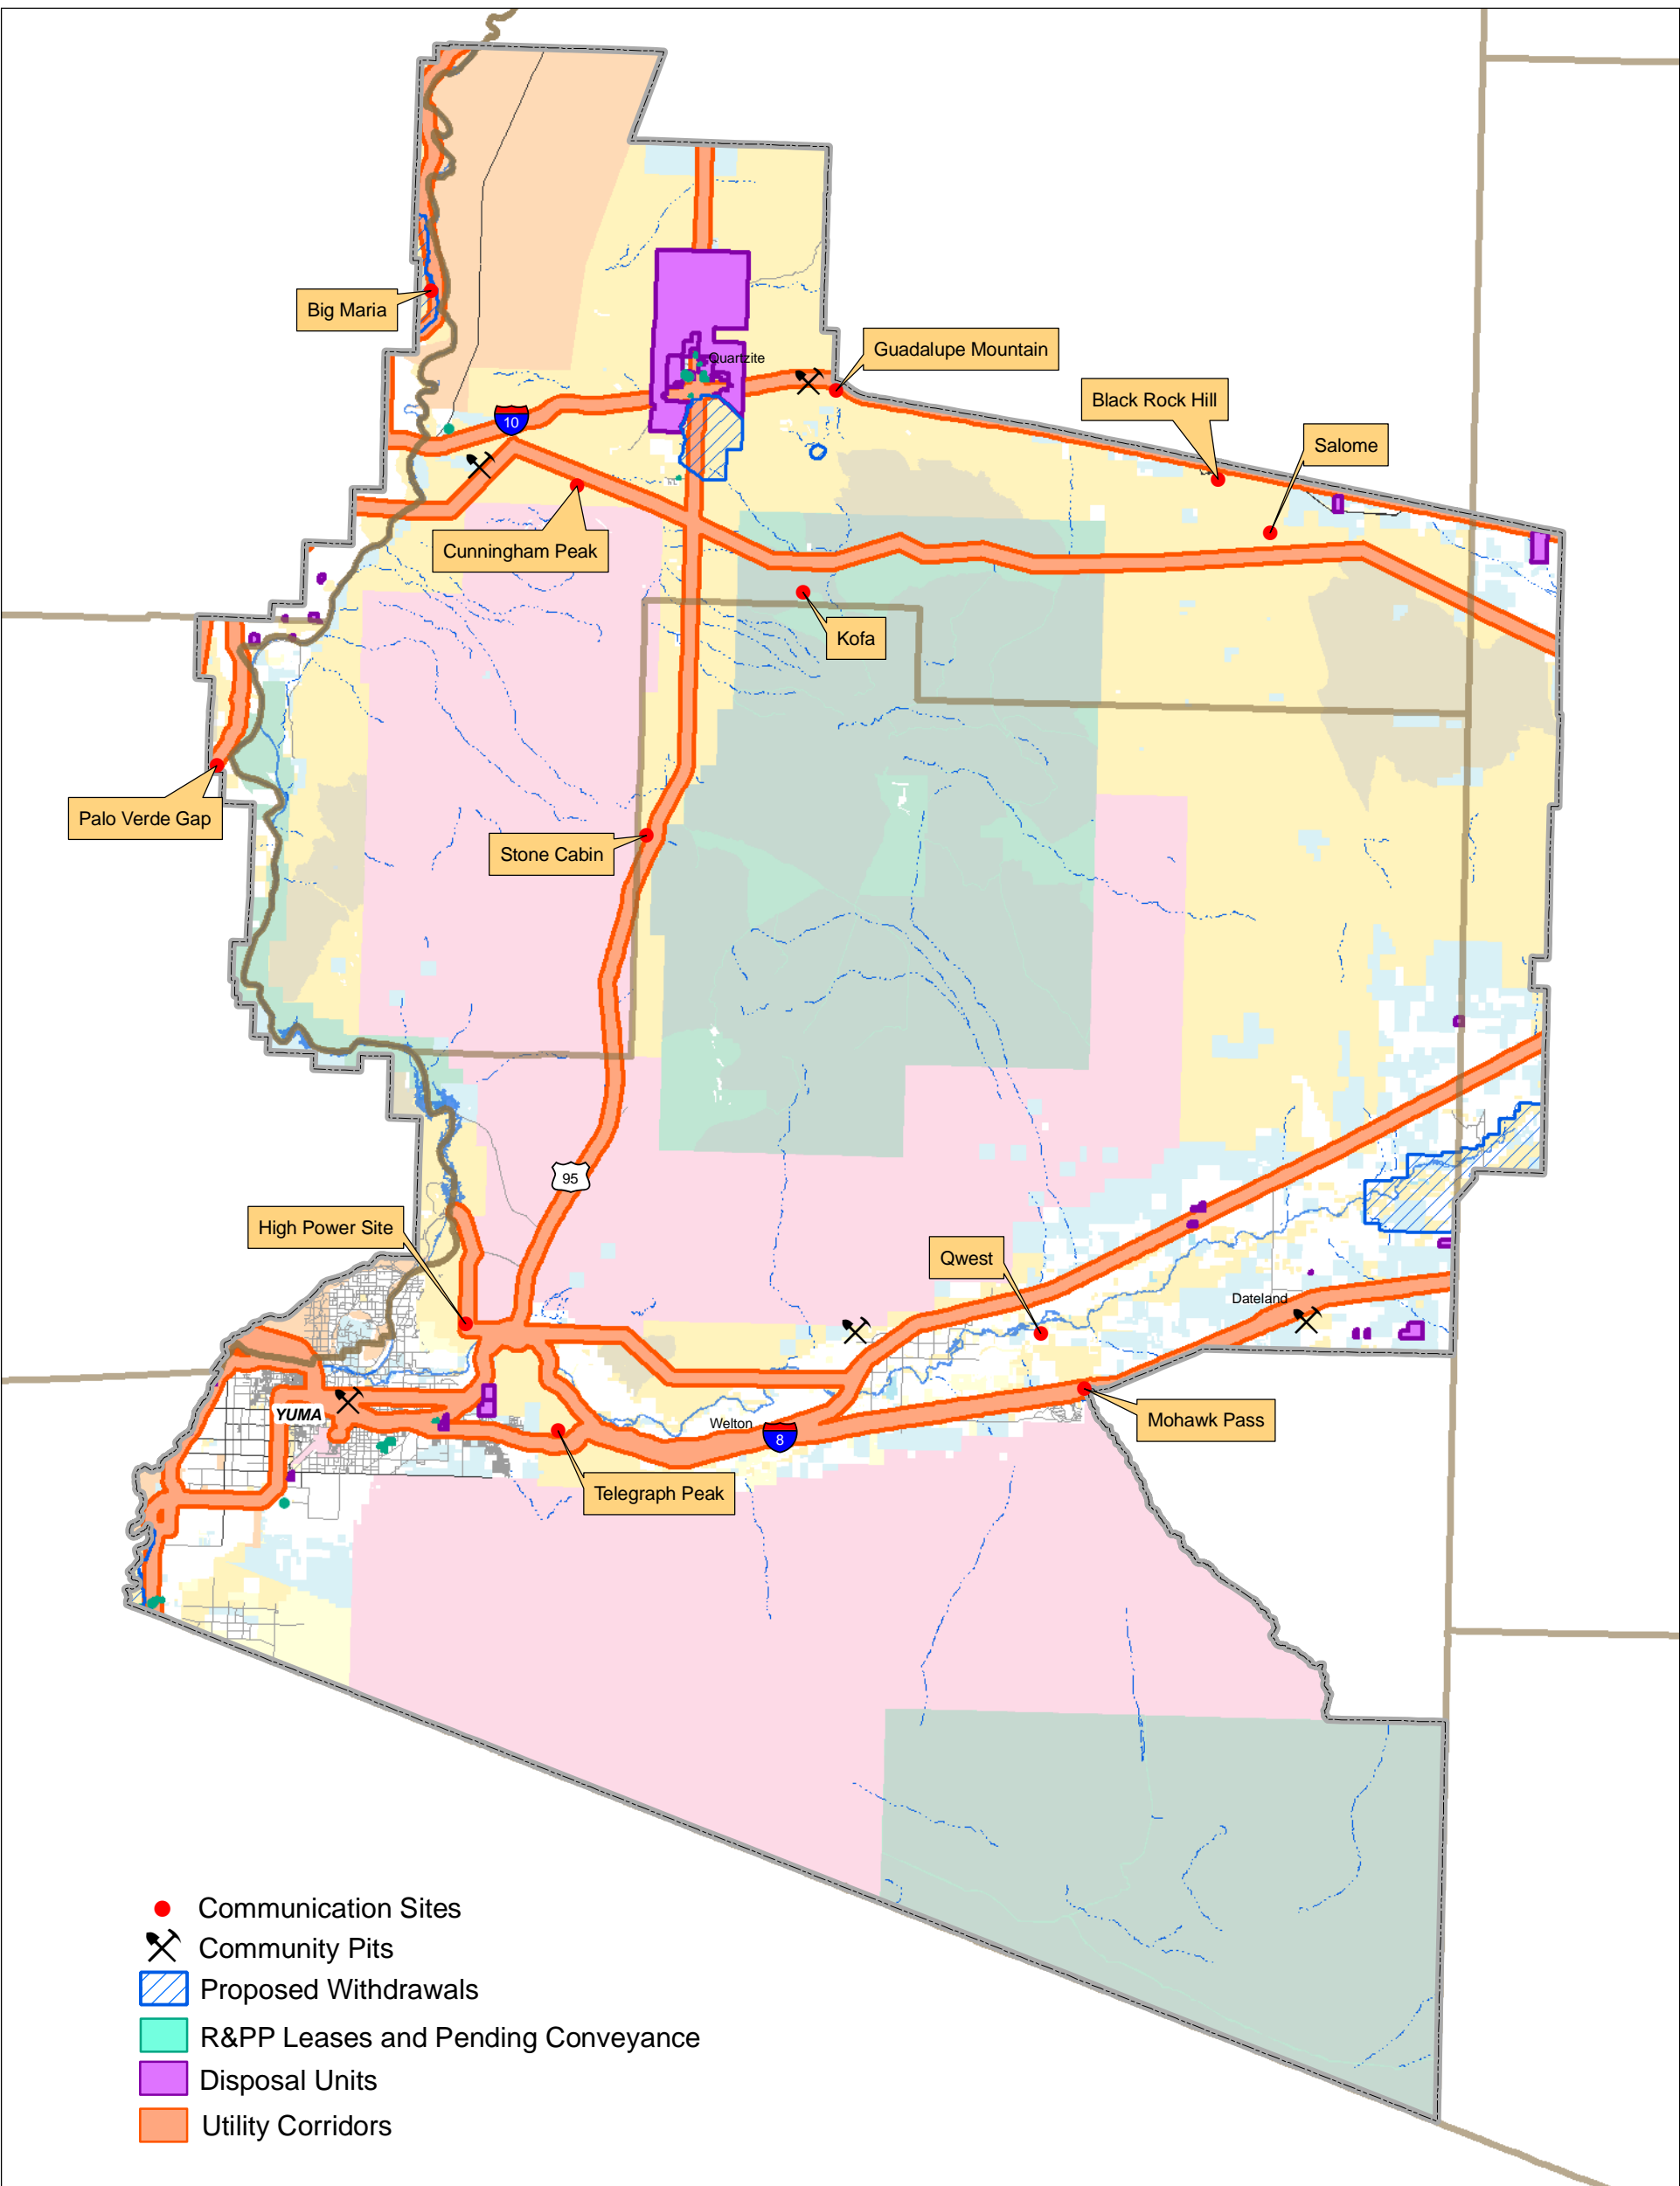 Big Maria
Guadalupe Mountain
Quartzite
Black Rock Hill
10
Salome
Cunningham Peak
Kofa
Palo Verde Gap
Stone Cabin
95
High Power Site
Qwest
Dateland
YUMA
Welton
8
Mohawk Pass
Telegraph Peak
Communication Sites
Community Pits
Proposed Withdrawals
R&PP Leases and Pending Conveyance
Disposal Units
Utility Corridors